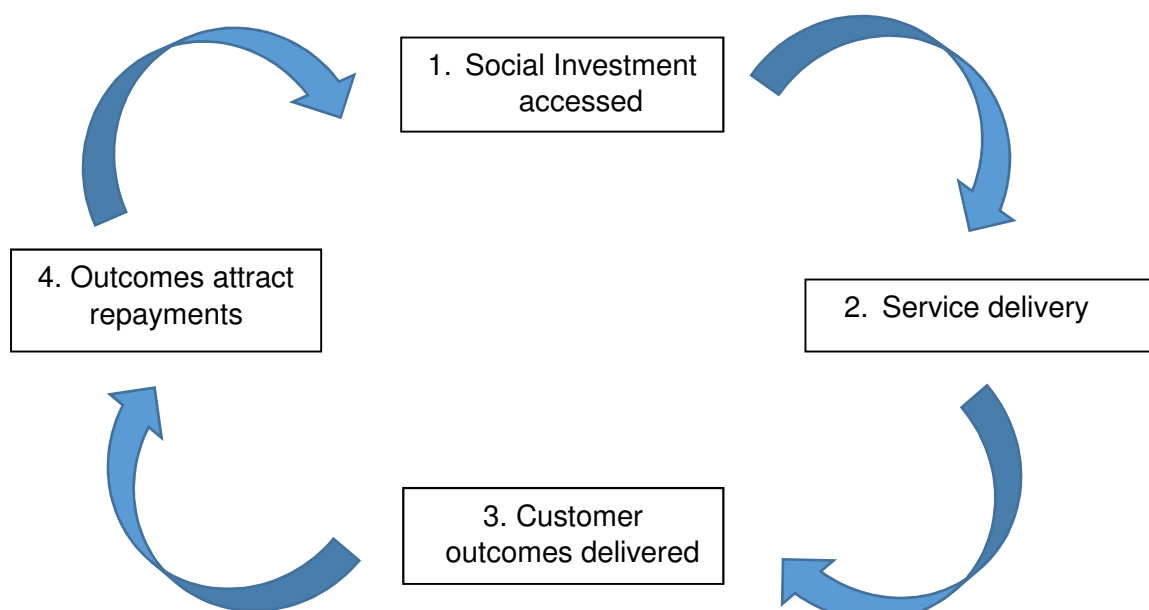 1. Social Investment
accessed
2. Service delivery
3. Customer
outcomes delivered
4. Outcomes attract
repayments